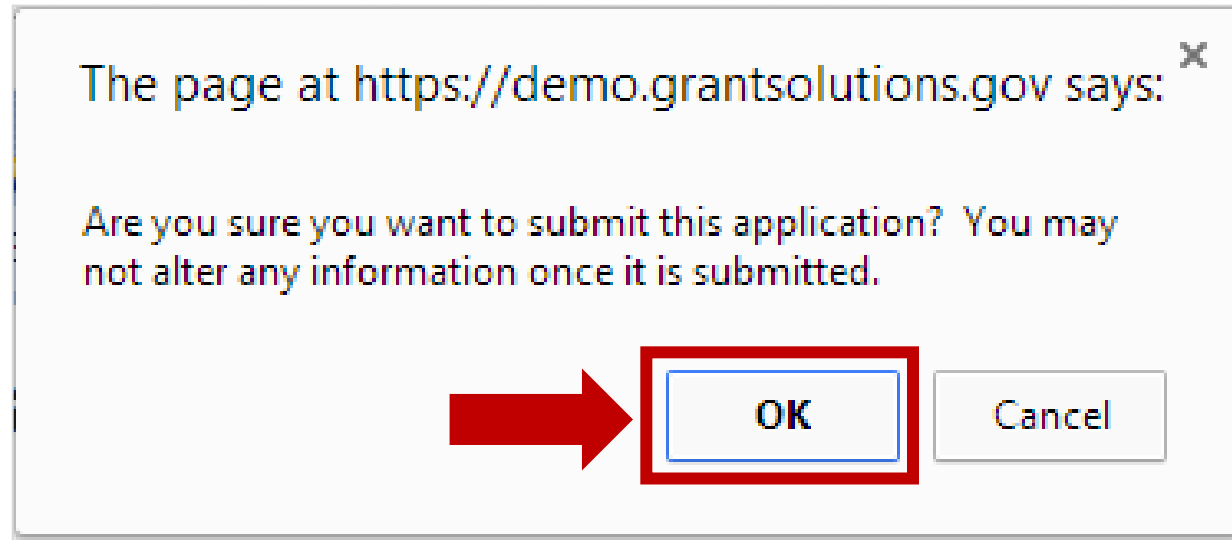 The page at https://demo.grantsolutions.gov says:
Are you sure you want to submit this application?  You may
not alter any information once it is submitted.
OK
Cancel